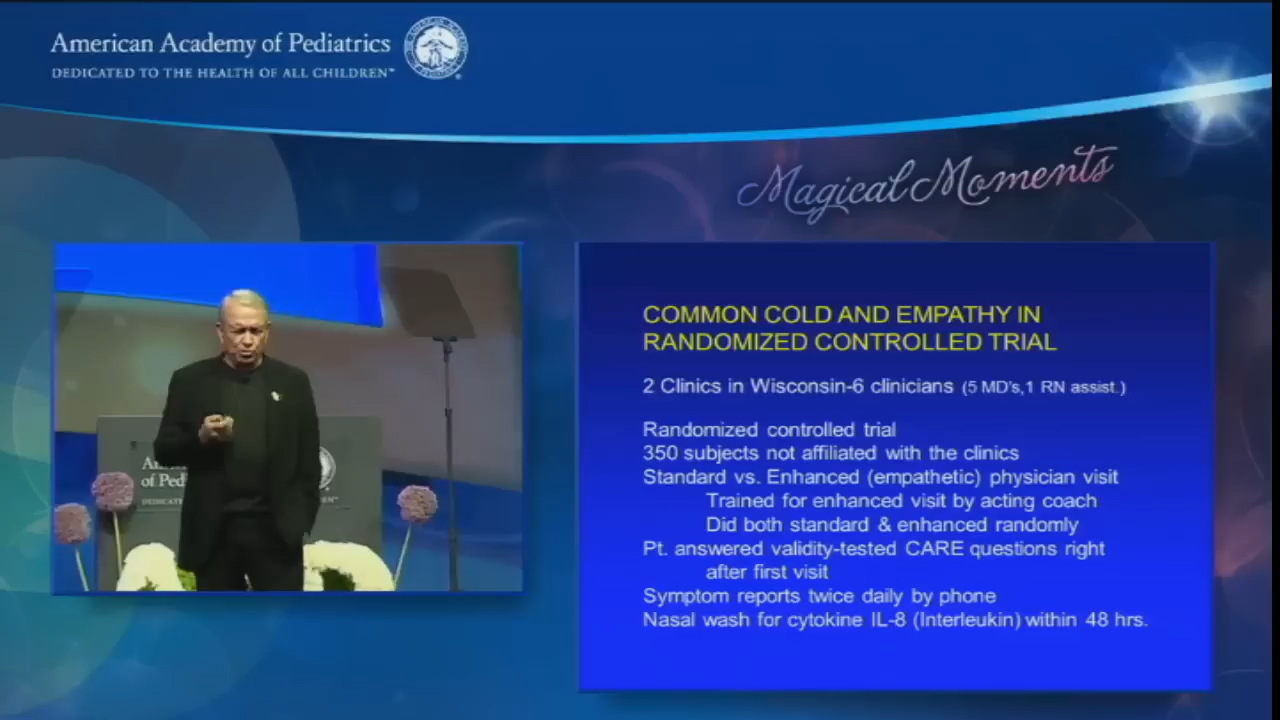 American Academy of Pediatrics
DEDICATED TO THE HEALTH OF ALL CHILDREN™
Magical Moments
COMMON COLD AND EMPATHY IN
RANDOMIZED CONTROLLED TRIAL
2 Clinics in Wisconsin-6 clinicians (5 MD's,1 RN assist.)
Randomized controlled trial
350 subjects not affiliated with the clinics
Standard vs. Enhanced (empathetic) physician visit
Trained for enhanced visit by acting coach
Did both standard & enhanced randomly
Pt. answered validity-tested CARE questions right
after first visit
Symptom reports twice daily by phone
Nasal wash for cytokine IL-8 (Interleukin) within 48 hrs.
of Ped